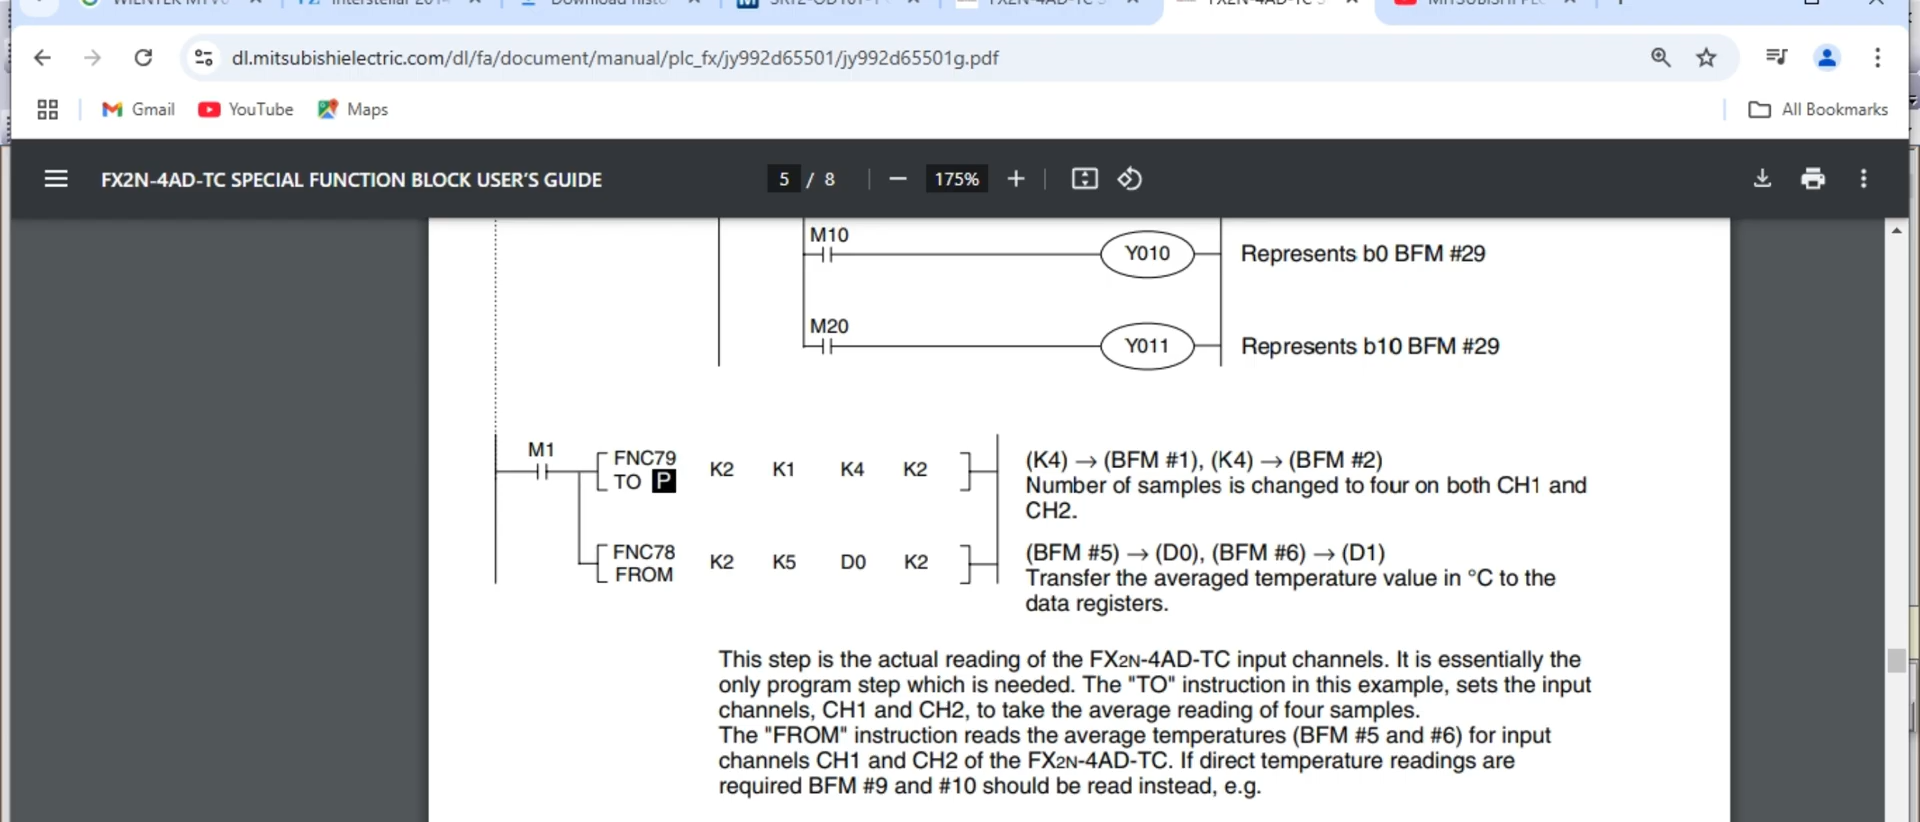 dl.mitsubishielectric.com/dl/fa/document/manual/plc_fx/jy992d65501/jy992d65501g.pdf
Gmail YouTube Maps All Bookmarks
FX2N-4AD-TC SPECIAL FUNCTION BLOCK USER'S GUIDE 5 / 8 175%
M10 Y010 Represents b0 BFM #29
M20 Y011 Represents b10 BFM #29
M1
FNC79
TO P K2 K1 K4 K2
(K4) → (BFM #1), (K4) → (BFM #2)
Number of samples is changed to four on both CH1 and
CH2.
FNC78
FROM K2 K5 D0 K2
(BFM #5) → (D0), (BFM #6) → (D1)
Transfer the averaged temperature value in °C to the
data registers.
This step is the actual reading of the FX2N-4AD-TC input channels. It is essentially the
only program step which is needed. The "TO" instruction in this example, sets the input
channels, CH1 and CH2, to take the average reading of four samples.
The "FROM" instruction reads the average temperatures (BFM #5 and #6) for input
channels CH1 and CH2 of the FX2N-4AD-TC. If direct temperature readings are
required BFM #9 and #10 should be read instead, e.g.